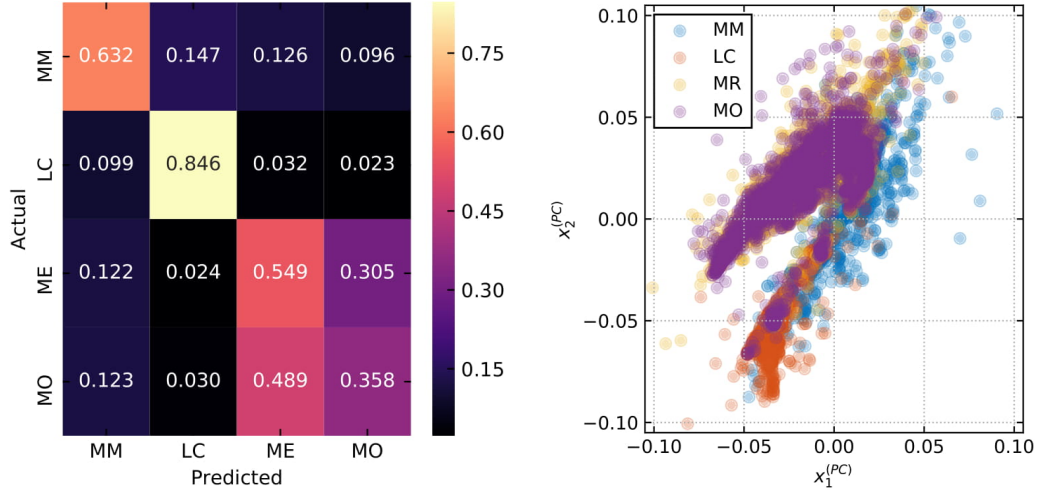 MM 0.632 0.147 0.126 0.096
LC 0.099 0.846 0.032 0.023
ME 0.122 0.024 0.549 0.305
MO 0.123 0.030 0.489 0.358
MM LC ME MO
Predicted
Actual
0.75
0.60
0.45
0.30
0.15
MM
LC
MR
MO
0.10
0.05
0.00
−0.05
−0.10
−0.10 −0.05 0.00 0.05 0.10
x₁^(PC)
x₂^(PC)